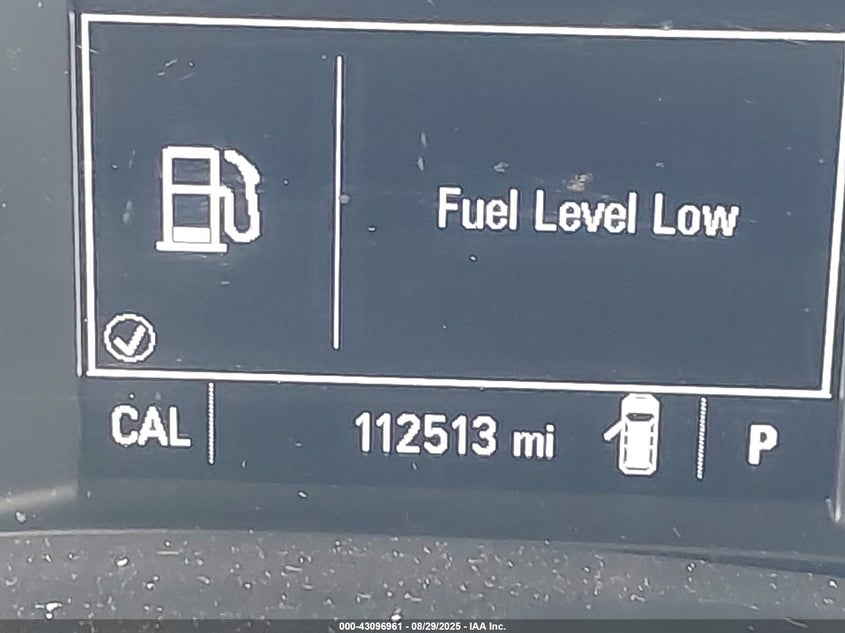 Fuel Level Low
CAL 112513 mi P
000-43096961 - 08/29/2025 - IAA Inc.